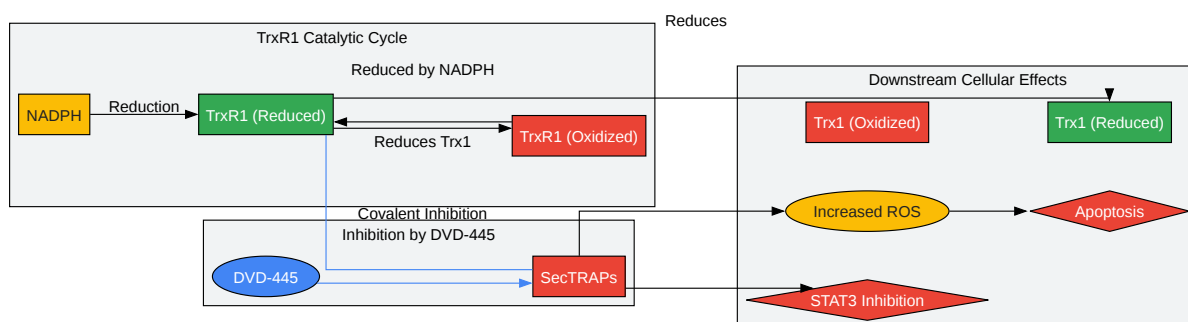 Reduces
TrxR1 Catalytic Cycle
Reduced by NADPH
Downstream Cellular Effects
NADPH
Reduction
TrxR1 (Reduced)
Reduces Trx1
TrxR1 (Oxidized)
Trx1 (Oxidized)
Trx1 (Reduced)
Covalent Inhibition
Inhibition by DVD-445
Increased ROS
Apoptosis
DVD-445
SecTRAPs
STAT3 Inhibition